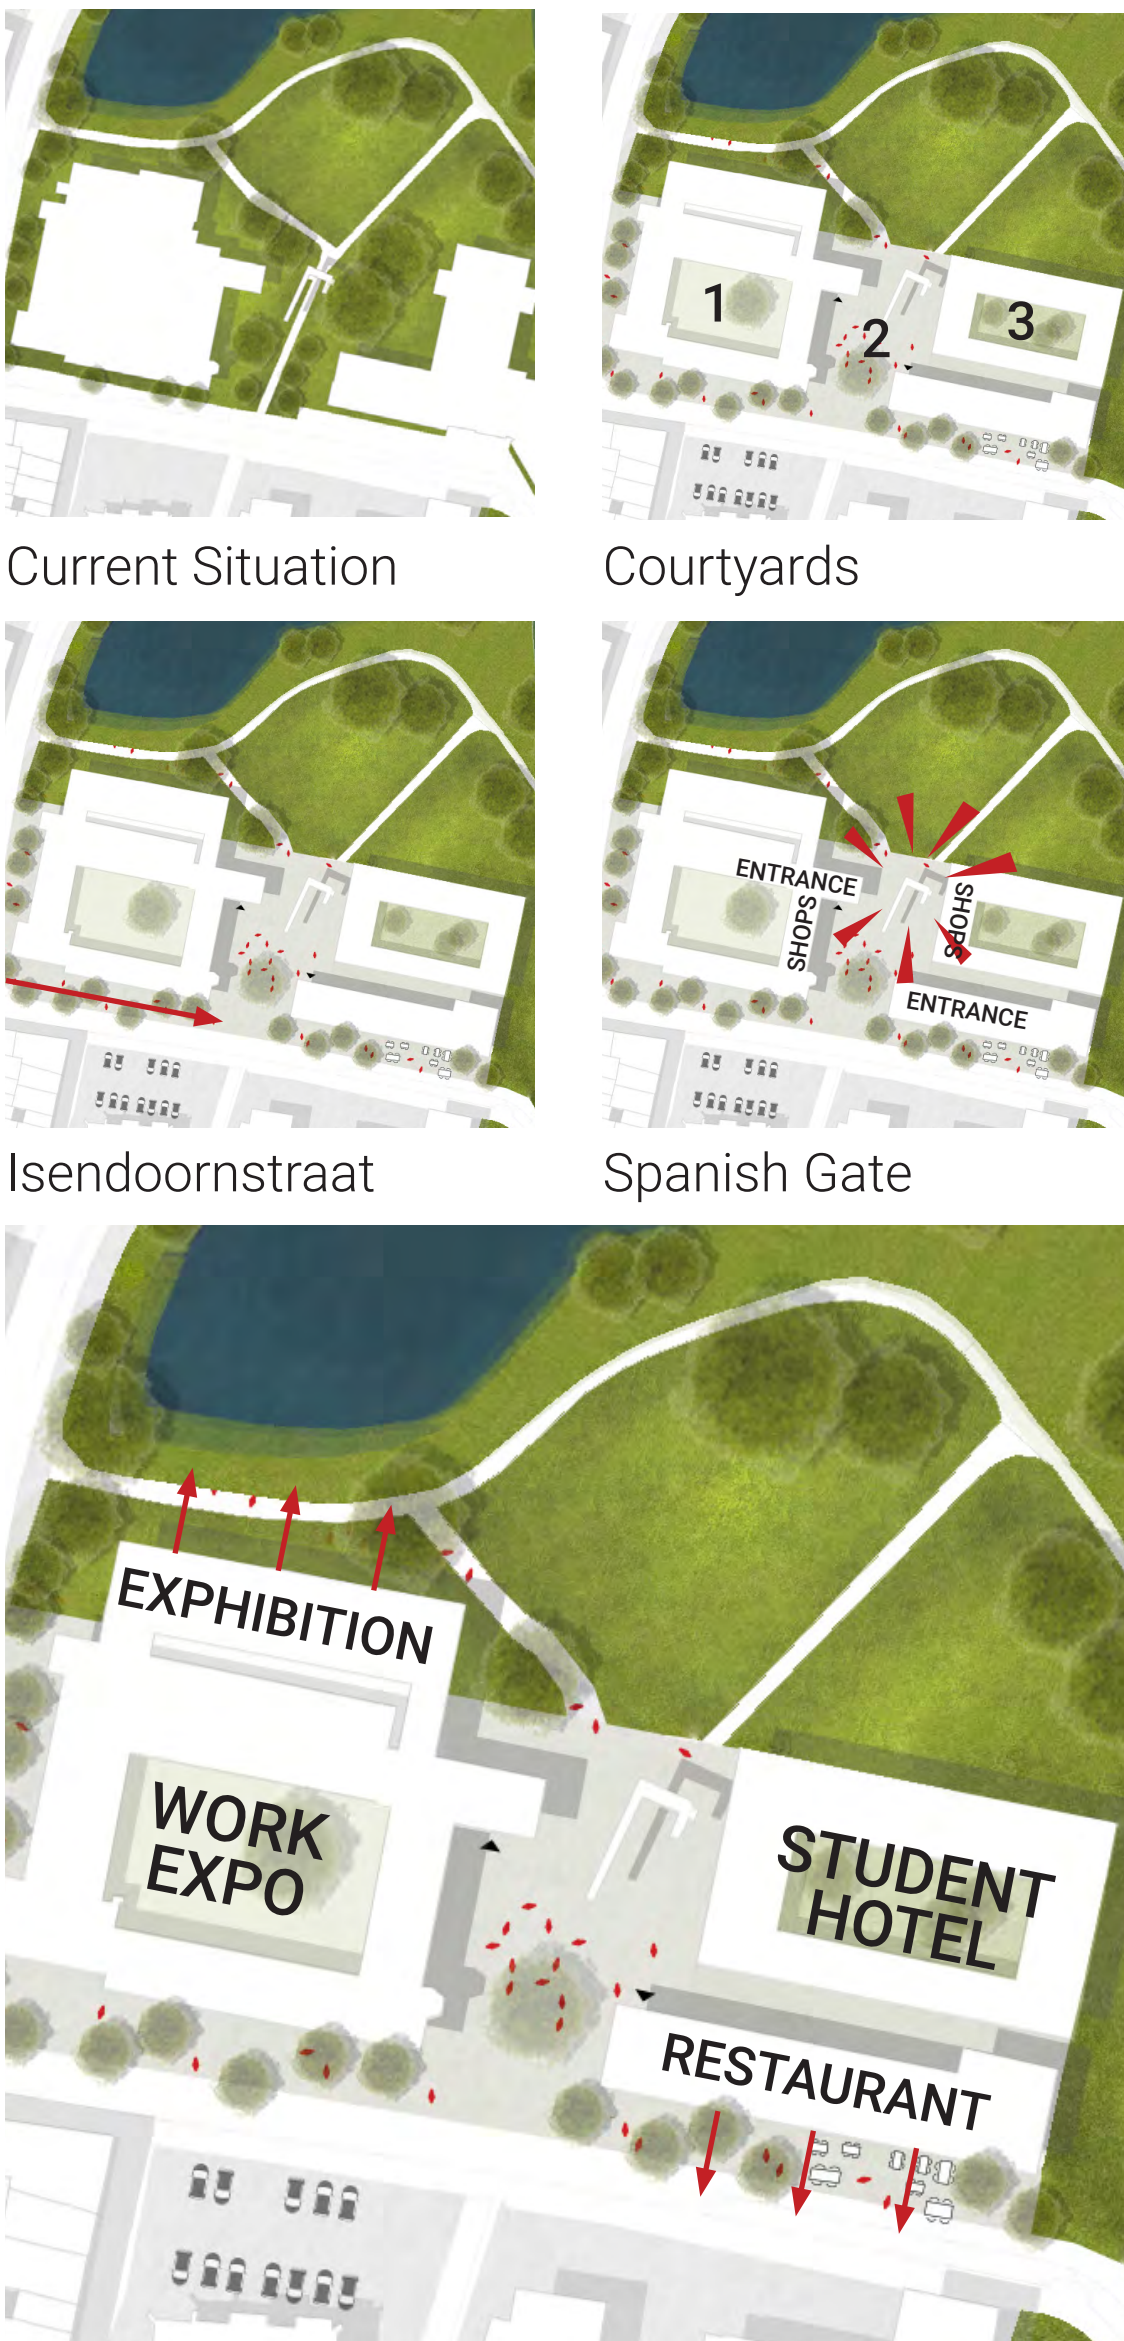 1
2
3
Current Situation
Courtyards
ENTRANCE
SHOPS
SHOPS
ENTRANCE
Isendoornstraat
Spanish Gate
EXPHIBITION
WORK
EXPO
STUDENT
HOTEL
RESTAURANT